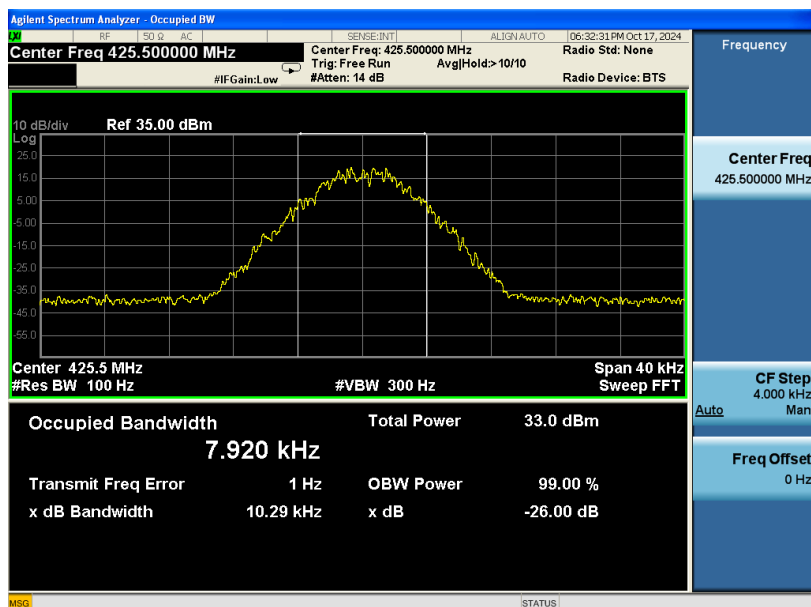 Agilent Spectrum Analyzer - Occupied BW
LXI RF 50 Ω AC SENSE:INT ALIGN AUTO 06:32:31 PM Oct 17, 2024
Center Freq 425.500000 MHz
Center Freq: 425.500000 MHz
Radio Std: None
Trig: Free Run Avg|Hold:>10/10
#IFGain:Low
#Atten: 14 dB
Radio Device: BTS
10 dB/div Ref 35.00 dBm
Log
25.0
15.0
5.00
-5.00
-15.0
-25.0
-35.0
-45.0
-55.0
Center 425.5 MHz
Span 40 kHz
#Res BW 100 Hz
#VBW 300 Hz
Sweep FFT
Occupied Bandwidth
Total Power 33.0 dBm
7.920 kHz
Transmit Freq Error 1 Hz
OBW Power 99.00 %
x dB Bandwidth 10.29 kHz
x dB -26.00 dB
Frequency
Center Freq
425.500000 MHz
CF Step
4.000 kHz
Auto Man
Freq Offset
0 Hz
MSG
STATUS